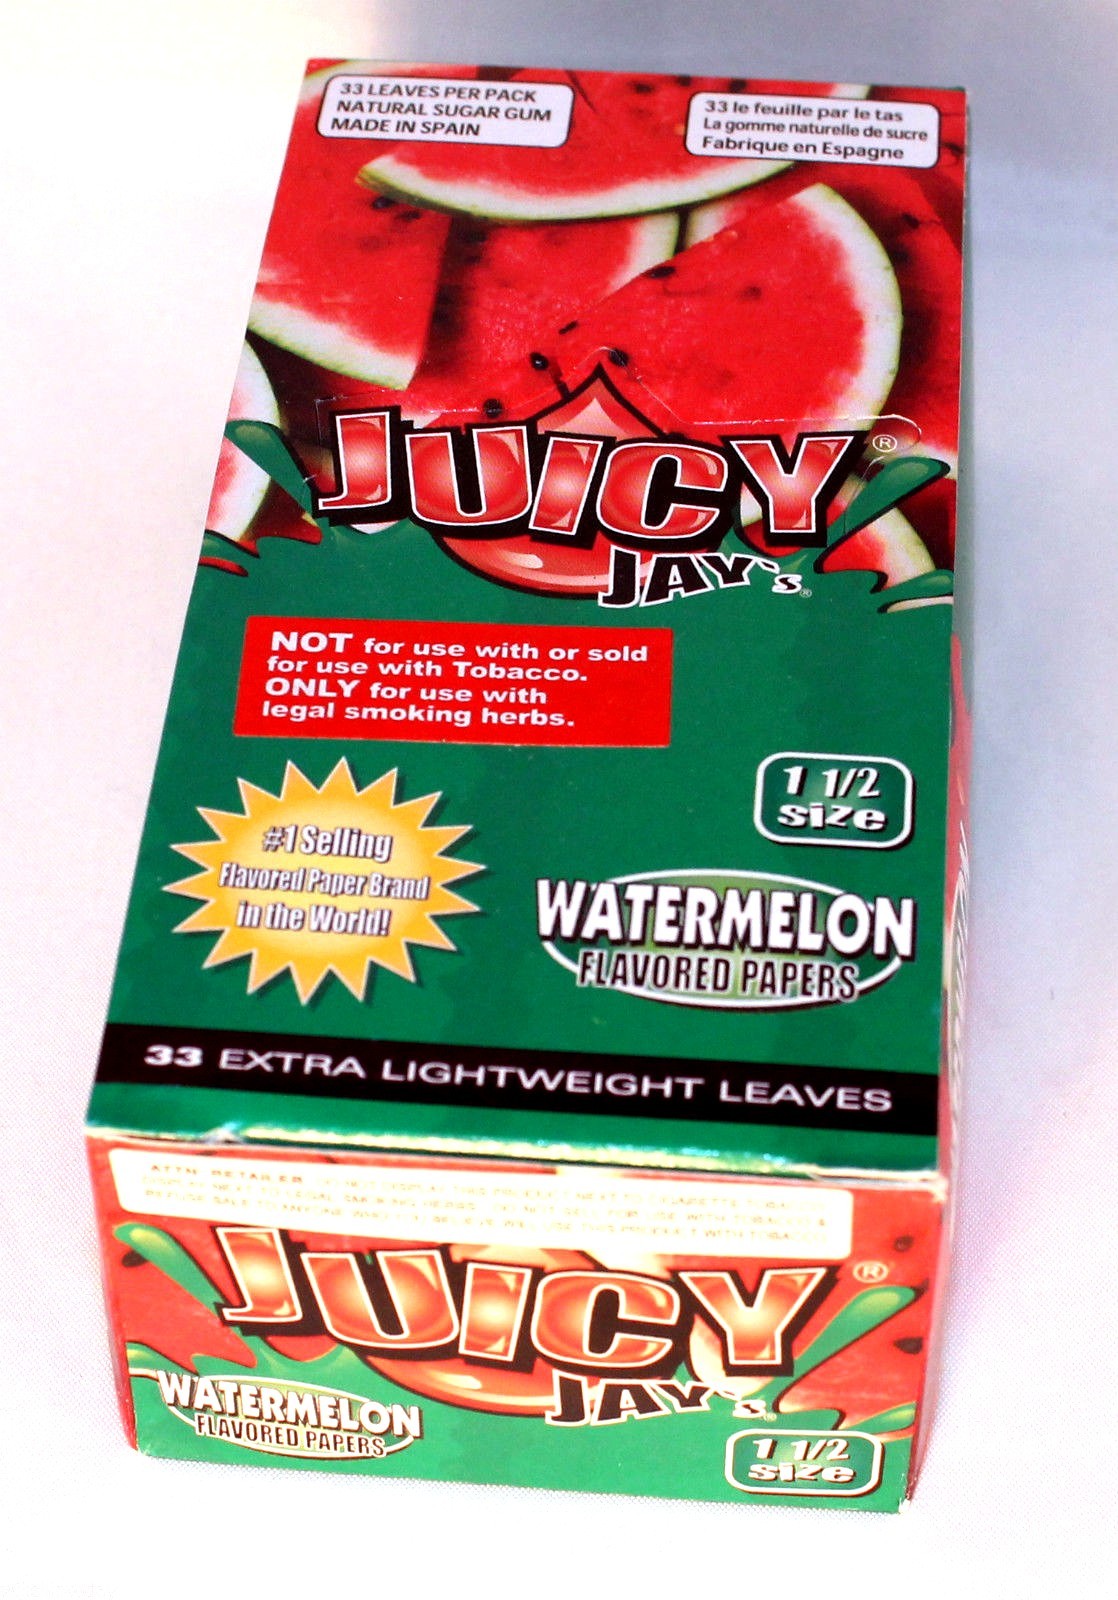 33 LEAVES PER PACK
NATURAL SUGAR GUM
MADE IN SPAIN
33 le feuille par le tas
La gomme naturelle de sucre
Fabrique en Espagne
JUICY®
JAY's®
NOT for use with or sold
for use with Tobacco.
ONLY for use with
legal smoking herbs.
1 1/2
size
#1 Selling
Flavored Paper Brand
in the World!
WATERMELON
FLAVORED PAPERS
33 EXTRA LIGHTWEIGHT LEAVES
ATTN. RETAILER
JUICY®
JAY's
WATERMELON
FLAVORED PAPERS
1 1/2
size